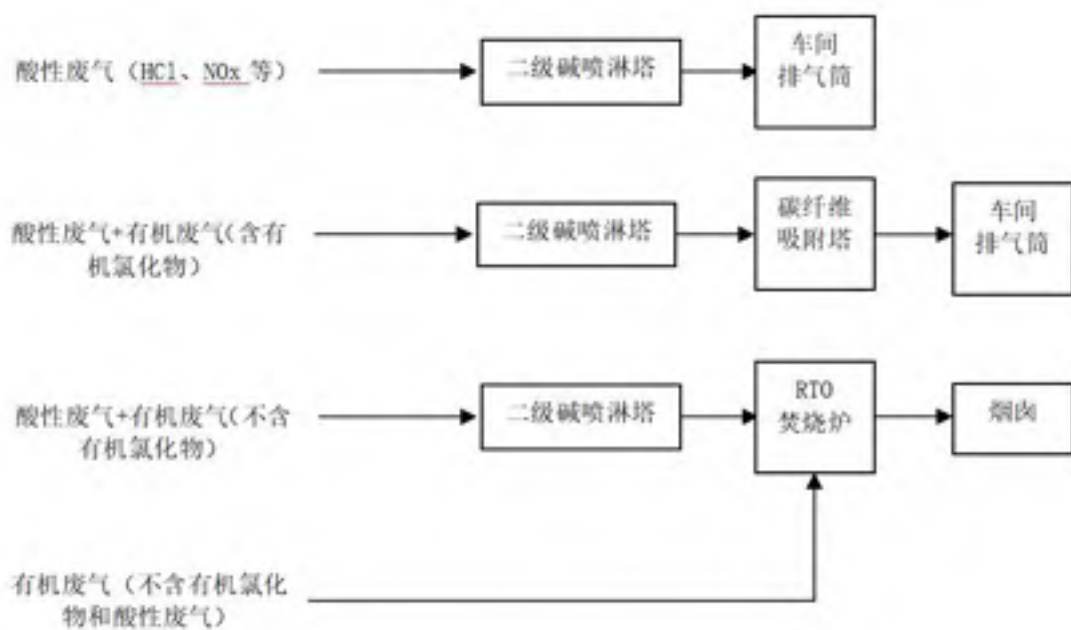 酸性废气（HCl、NOx 等）
二级碱喷淋塔
车间
排气筒
酸性废气+有机废气（含有
机氯化物）
二级碱喷淋塔
碳纤维
吸附塔
车间
排气筒
酸性废气+有机废气（不含
有机氯化物）
二级碱喷淋塔
RTO
焚烧炉
烟囱
有机废气（不含有机氯化
物和酸性废气）